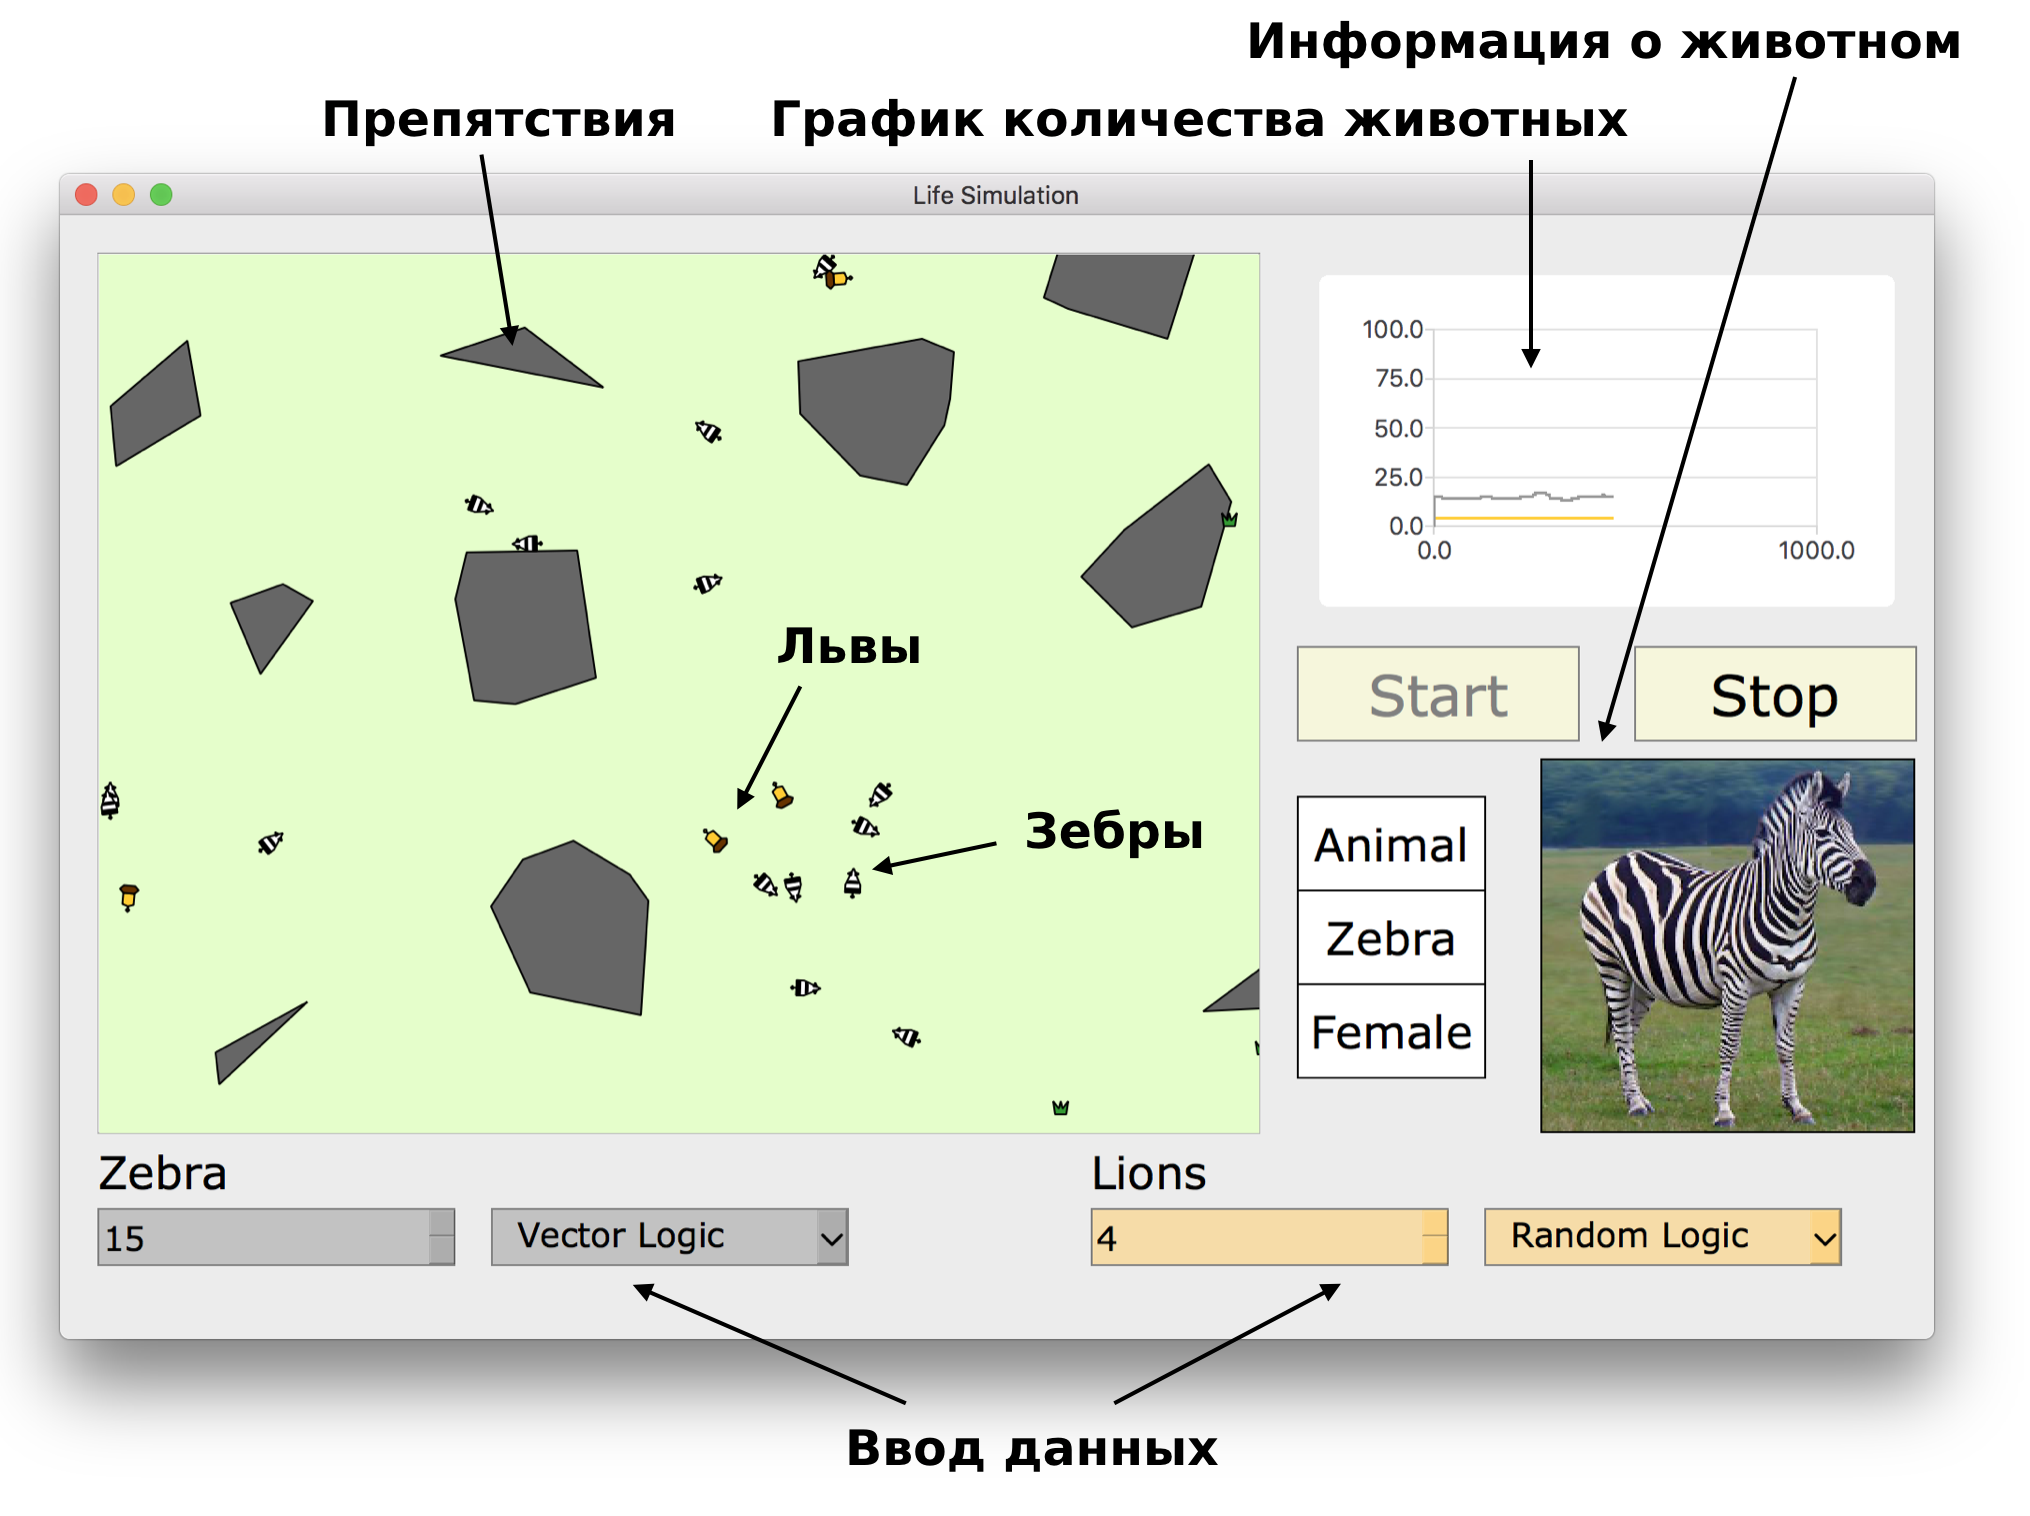 Информация о животном
Препятствия
График количества животных
Life Simulation
100.0
75.0
50.0
25.0
0.0
0.0
1000.0
Львы
Start
Stop
Зебры
Animal
Zebra
Female
Zebra
Lions
15
Vector Logic
4
Random Logic
Ввод данных